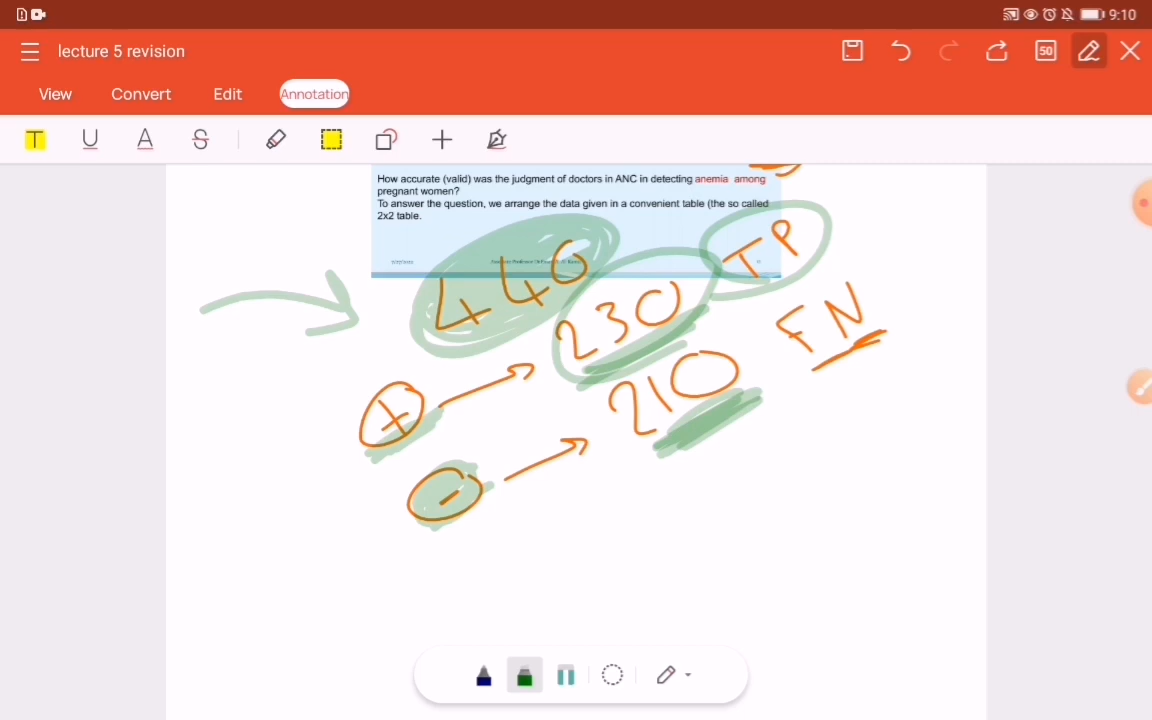 9:10
lecture 5 revision
50
View Convert Edit Annotation
T U A S
How accurate (valid) was the judgment of doctors in ANC in detecting anemia among
pregnant women?
To answer the question, we arrange the data given in a convenient table (the so called
2x2 table.
TP
440
230
FN
210
+
-